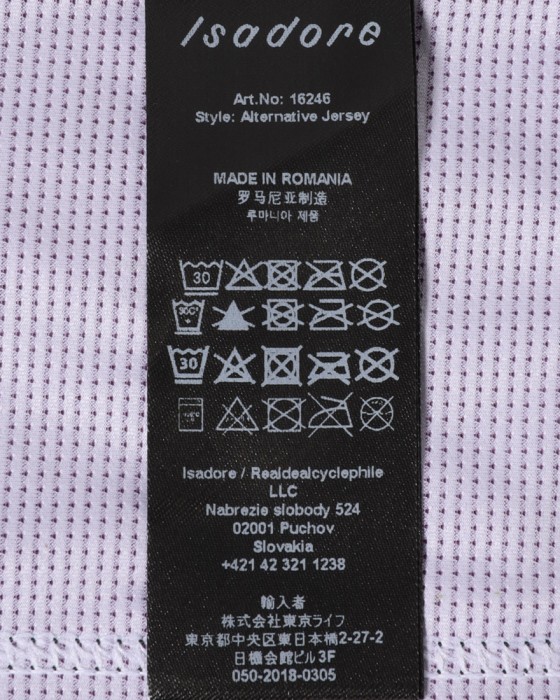 Isadore
Art.No: 16246
Style: Alternative Jersey
MADE IN ROMANIA
罗马尼亚制造
루마니아 제품
30
30
Isadore / Realdealcyclephile
LLC
Nabrezie slobody 524
02001 Puchov
Slovakia
+421 42 321 1238
輸入者
株式会社東京ライフ
東京都中央区東日本橋2-27-2
日機会館ビル3F
050-2018-0305